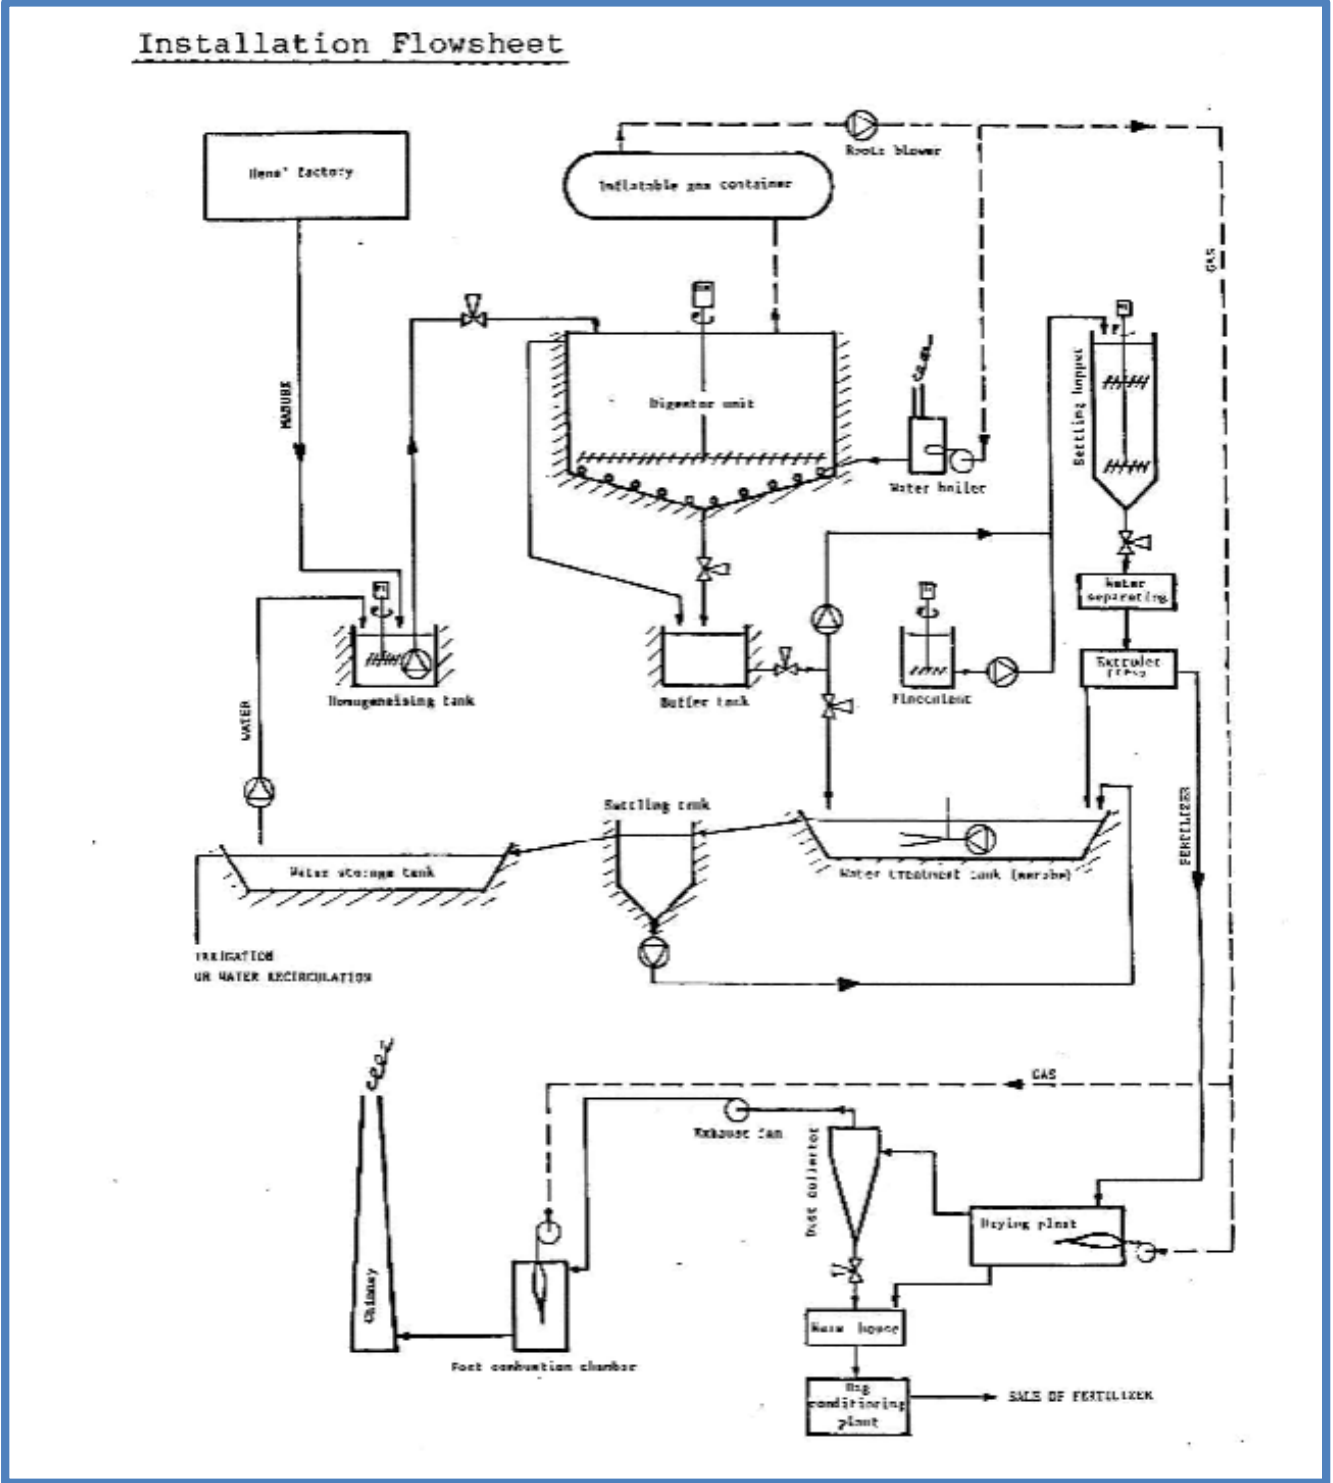 Installation Flowsheet
Roots blower
Hens' factory
Inflatable gas container
GAS
MANURE
Digestor unit
Settling hopper
Water boiler
Water
separating
Extruder
press
Homogeneising tank
Buffer tank
Flocculant
WATER
Settling tank
FERTILIZER
Water storage tank
Water treatment tank (aerobe)
IRRIGATION
OR WATER RECIRCULATION
GAS
Exhaust fan
Dust collector
Drying plant
Chimney
Ware house
Post combustion chamber
Bag
conditioning
plant
SALE OF FERTILIZER